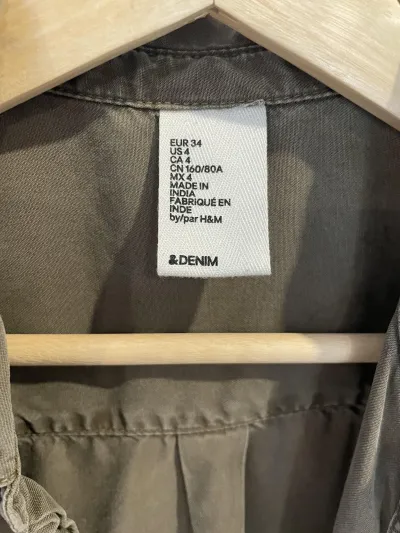 EUR 34
US 4
CA 4
CN 160/80A
MX 4
MADE IN
INDIA
FABRIQUÉ EN
INDE
by/par H&M
&DENIM